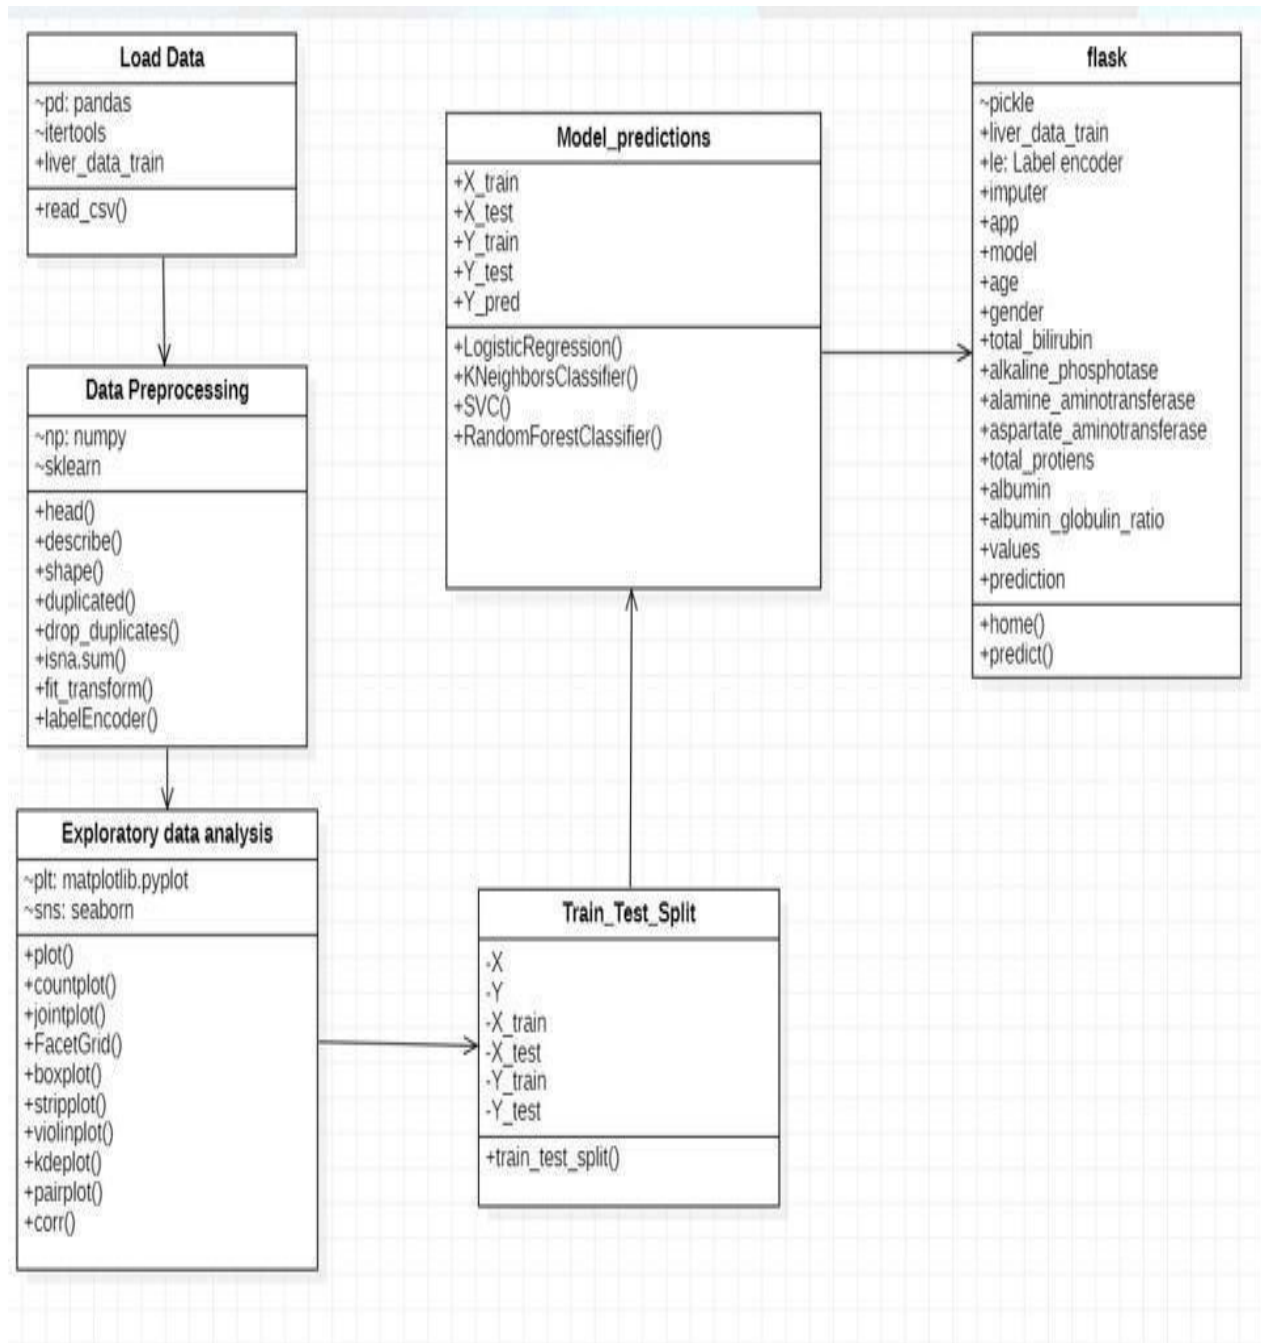 Load Data
~pd: pandas
~itertools
+liver_data_train
+read_csv()
Data Preprocessing
~np: numpy
~sklearn
+head()
+describe()
+shape()
+duplicated()
+drop_duplicates()
+isna.sum()
+fit_transform()
+labelEncoder()
Exploratory data analysis
~plt: matplotlib.pyplot
~sns: seaborn
+plot()
+countplot()
+jointplot()
+FacetGrid()
+boxplot()
+stripplot()
+violinplot()
+kdeplot()
+pairplot()
+corr()
Train_Test_Split
-X
-Y
-X_train
-X_test
-Y_train
-Y_test
+train_test_split()
Model_predictions
+X_train
+X_test
+Y_train
+Y_test
+Y_pred
+LogisticRegression()
+KNeighborsClassifier()
+SVC()
+RandomForestClassifier()
flask
~pickle
+liver_data_train
+le: Label encoder
+imputer
+app
+model
+age
+gender
+total_bilirubin
+alkaline_phosphotase
+alamine_aminotransferase
+aspartate_aminotransferase
+total_protiens
+albumin
+albumin_globulin_ratio
+values
+prediction
+home()
+predict()